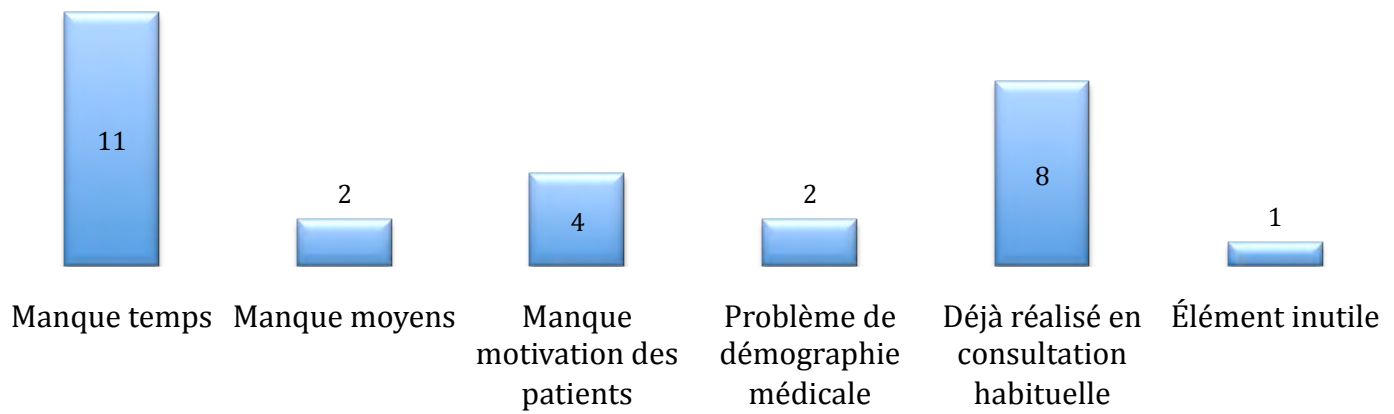 11
2
4
2
8
1
Manque temps
Manque moyens
Manque
motivation des
patients
Problème de
démographie
médicale
Déjà réalisé en
consultation
habituelle
Élément inutile